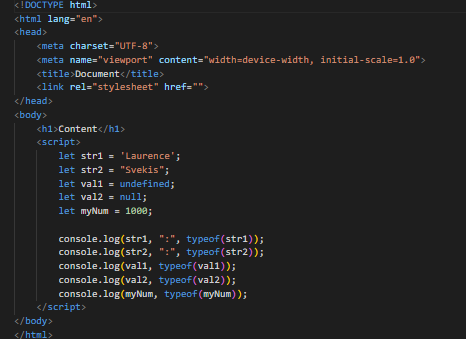 <!DOCTYPE html>
<html lang="en">
<head>
    <meta charset="UTF-8">
    <meta name="viewport" content="width=device-width, initial-scale=1.0">
    <title>Document</title>
    <link rel="stylesheet" href="">
</head>
<body>
    <h1>Content</h1>
    <script>
        let str1 = 'Laurence';
        let str2 = "Svekis";
        let val1 = undefined;
        let val2 = null;
        let myNum = 1000;

        console.log(str1, ":", typeof(str1));
        console.log(str2, ":", typeof(str2));
        console.log(val1, typeof(val1));
        console.log(val2, typeof(val2));
        console.log(myNum, typeof(myNum));
    </script>
</body>
</html>